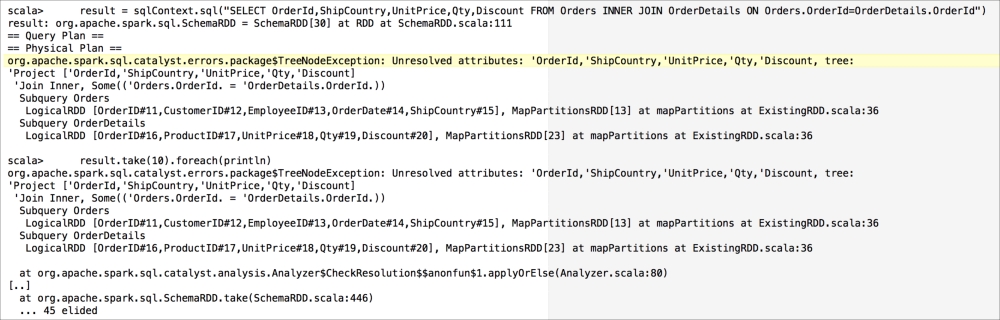 scala>      result = sqlContext.sql("SELECT OrderId,ShipCountry,UnitPrice,Qty,Discount FROM Orders INNER JOIN OrderDetails ON Orders.OrderId=OrderDetails.OrderId")
result: org.apache.spark.sql.SchemaRDD = SchemaRDD[30] at RDD at SchemaRDD.scala:111
== Query Plan ==
== Physical Plan ==
org.apache.spark.sql.catalyst.errors.package$TreeNodeException: Unresolved attributes: 'OrderId,'ShipCountry,'UnitPrice,'Qty,'Discount, tree:
'Project ['OrderId,'ShipCountry,'UnitPrice,'Qty,'Discount]
 'Join Inner, Some(('Orders.OrderId. = 'OrderDetails.OrderId.))
  Subquery Orders
   LogicalRDD [OrderID#11,CustomerID#12,EmployeeID#13,OrderDate#14,ShipCountry#15], MapPartitionsRDD[13] at mapPartitions at ExistingRDD.scala:36
  Subquery OrderDetails
   LogicalRDD [OrderID#16,ProductID#17,UnitPrice#18,Qty#19,Discount#20], MapPartitionsRDD[23] at mapPartitions at ExistingRDD.scala:36
scala>      result.take(10).foreach(println)
org.apache.spark.sql.catalyst.errors.package$TreeNodeException: Unresolved attributes: 'OrderId,'ShipCountry,'UnitPrice,'Qty,'Discount, tree:
'Project ['OrderId,'ShipCountry,'UnitPrice,'Qty,'Discount]
 'Join Inner, Some(('Orders.OrderId. = 'OrderDetails.OrderId.))
  Subquery Orders
   LogicalRDD [OrderID#11,CustomerID#12,EmployeeID#13,OrderDate#14,ShipCountry#15], MapPartitionsRDD[13] at mapPartitions at ExistingRDD.scala:36
  Subquery OrderDetails
   LogicalRDD [OrderID#16,ProductID#17,UnitPrice#18,Qty#19,Discount#20], MapPartitionsRDD[23] at mapPartitions at ExistingRDD.scala:36
  at org.apache.spark.sql.catalyst.analysis.Analyzer$CheckResolution$$anonfun$1.applyOrElse(Analyzer.scala:80)
[..]
  at org.apache.spark.sql.SchemaRDD.take(SchemaRDD.scala:446)
  ... 45 elided